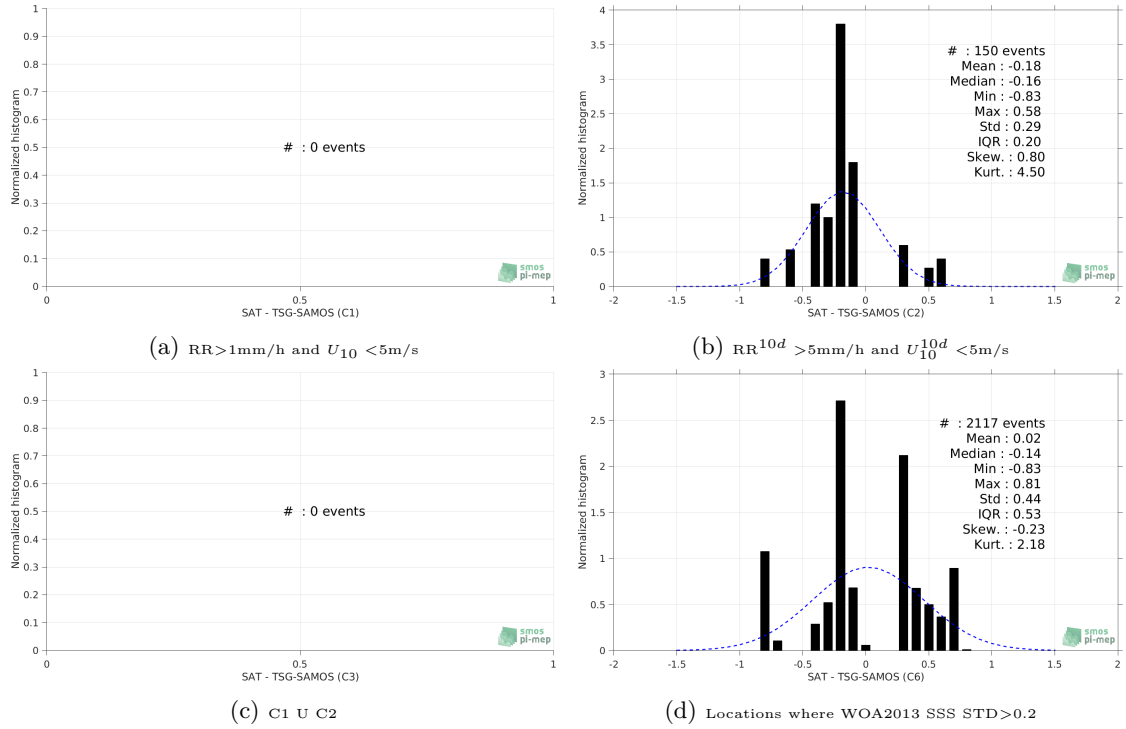 1
0.9
0.8
0.7
0.6
0.5
0.4
0.3
0.2
0.1
0
Normalized histogram
# : 0 events
smos
pi-mep
0 0.5 1
SAT - TSG-SAMOS (C1)
(a) RR>1mm/h and U10 <5m/s
4
3.5
3
2.5
2
1.5
1
0.5
0
Normalized histogram
# : 150 events
Mean : -0.18
Median : -0.16
Min : -0.83
Max : 0.58
Std : 0.29
IQR : 0.20
Skew. : 0.80
Kurt. : 4.50
smos
pi-mep
-2 -1.5 -1 -0.5 0 0.5 1 1.5 2
SAT - TSG-SAMOS (C2)
(b) RR10d >5mm/h and U10d10 <5m/s
1
0.9
0.8
0.7
0.6
0.5
0.4
0.3
0.2
0.1
0
Normalized histogram
# : 0 events
smos
pi-mep
0 0.5 1
SAT - TSG-SAMOS (C3)
(c) C1 U C2
3
2.5
2
1.5
1
0.5
0
Normalized histogram
# : 2117 events
Mean : 0.02
Median : -0.14
Min : -0.83
Max : 0.81
Std : 0.44
IQR : 0.53
Skew. : -0.23
Kurt. : 2.18
smos
pi-mep
-2 -1.5 -1 -0.5 0 0.5 1 1.5 2
SAT - TSG-SAMOS (C6)
(d) Locations where WOA2013 SSS STD>0.2